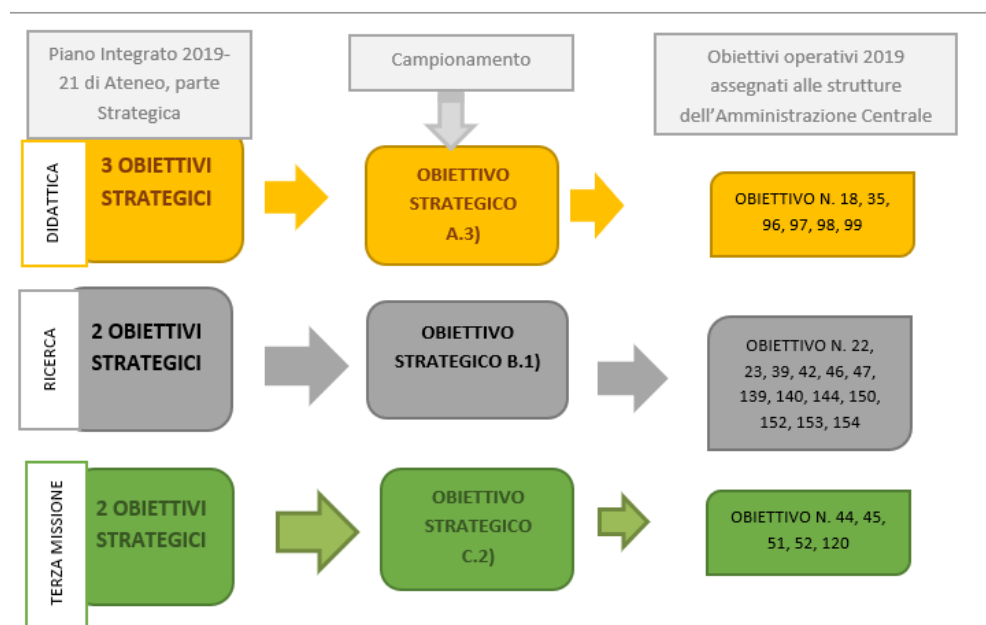 Piano Integrato 2019-
21 di Ateneo, parte
Strategica
Campionamento
Obiettivi operativi 2019
assegnati alle strutture
dell'Amministrazione Centrale
DIDATTICA
3 OBIETTIVI
STRATEGICI
OBIETTIVO
STRATEGICO
A.3)
OBIETTIVO N. 18, 35,
96, 97, 98, 99
RICERCA
2 OBIETTIVI
STRATEGICI
OBIETTIVO
STRATEGICO B.1)
OBIETTIVO N. 22,
23, 39, 42, 46, 47,
139, 140, 144, 150,
152, 153, 154
TERZA MISSIONE
2 OBIETTIVI
STRATEGICI
OBIETTIVO
STRATEGICO
C.2)
OBIETTIVO N. 44, 45,
51, 52, 120